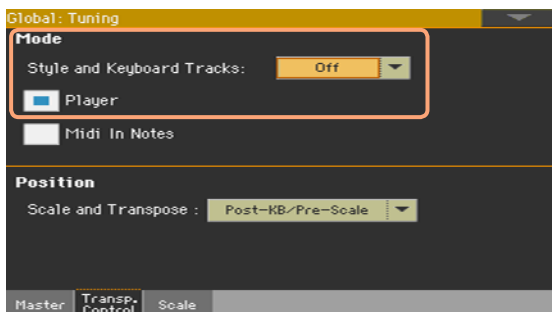 Global: Tuning
Mode
Style and Keyboard Tracks: Off
Player
Midi In Notes
Position
Scale and Transpose : Post-KB/Pre-Scale
Master Transp. Control Scale